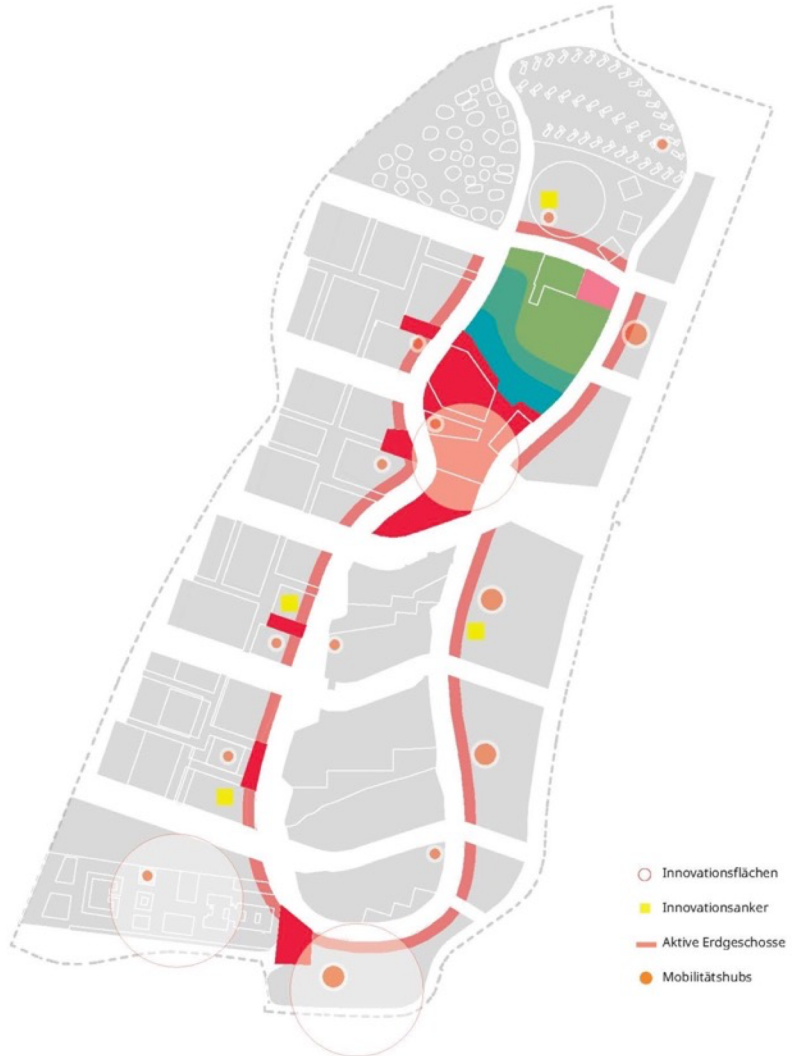 Innovationsflächen
Innovationsanker
Aktive Erdgeschosse
Mobilitätshubs